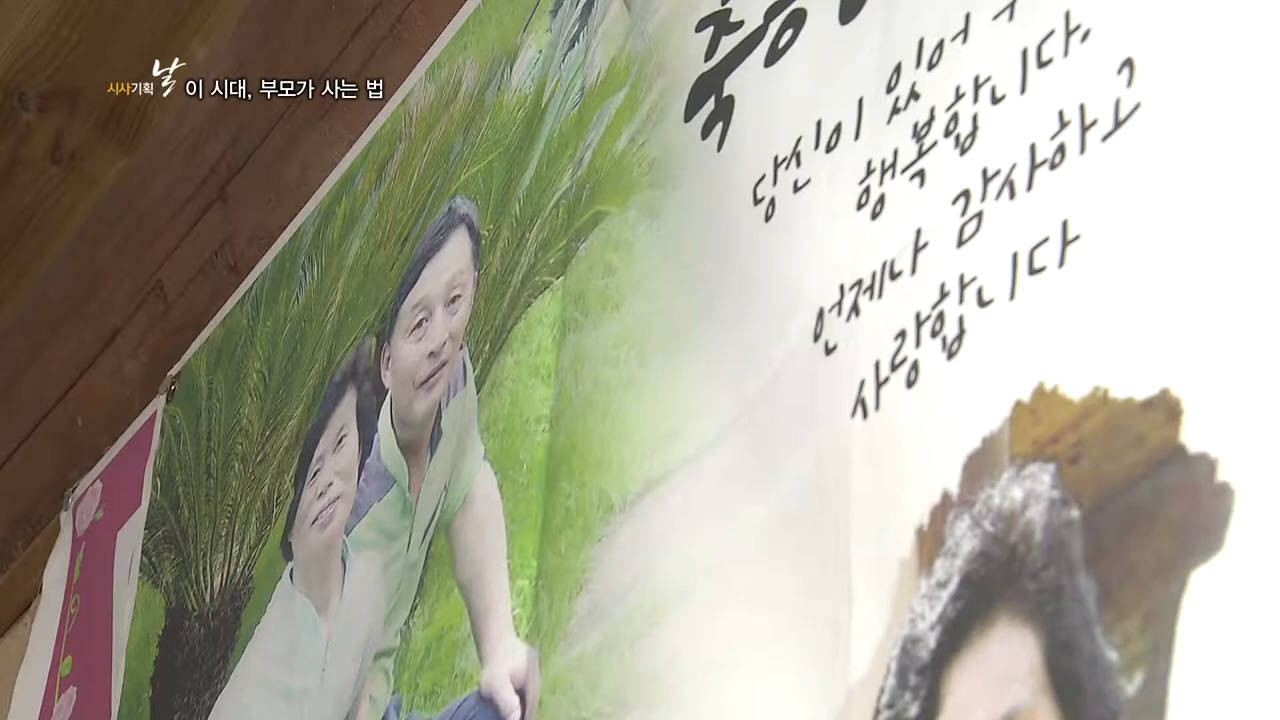 시사기획 날 이 시대, 부모가 사는 법
당신이 있어
행복합니다.
언제나 감사하고
사랑합니다